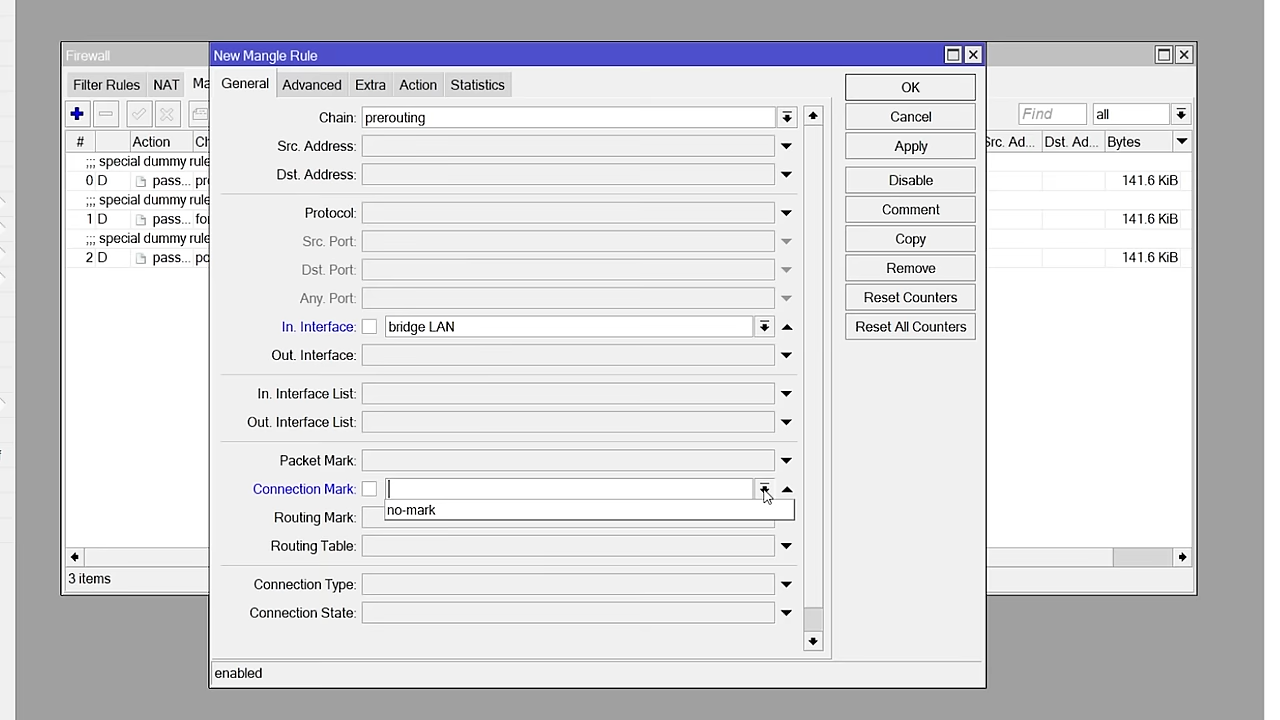 Firewall
New Mangle Rule
Filter Rules NAT Ma
General Advanced Extra Action Statistics
Find all
# Action Ch
Src. Ad... Dst. Ad... Bytes
;;; special dummy rule
0 D pass... pre 141.6 KiB
;;; special dummy rule
1 D pass... for 141.6 KiB
;;; special dummy rule
2 D pass... po 141.6 KiB
3 items
Chain: prerouting
Src. Address:
Dst. Address:
Protocol:
Src. Port:
Dst. Port:
Any. Port:
In. Interface: bridge LAN
Out. Interface:
In. Interface List:
Out. Interface List:
Packet Mark:
Connection Mark:
no-mark
Routing Mark:
Routing Table:
Connection Type:
Connection State:
enabled
OK
Cancel
Apply
Disable
Comment
Copy
Remove
Reset Counters
Reset All Counters